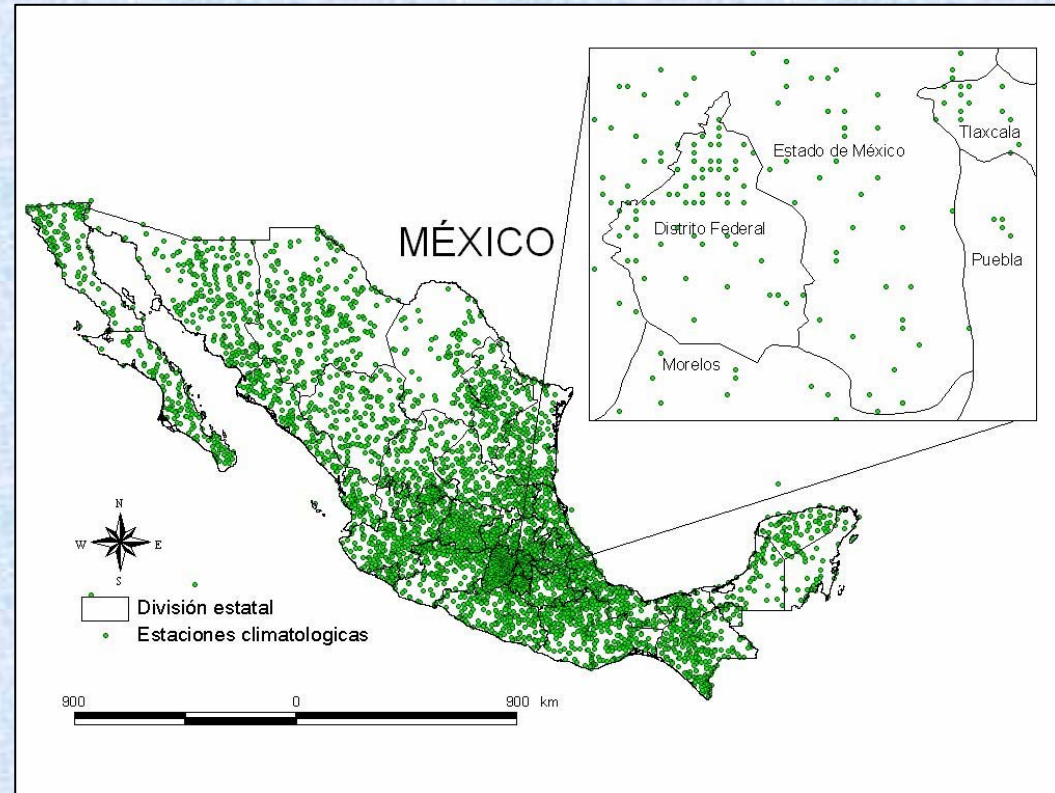 MÉXICO
Tlaxcala
Estado de México
Distrito Federal
Puebla
Morelos
N
W E
S
División estatal
Estaciones climatologicas
900 0 900 km